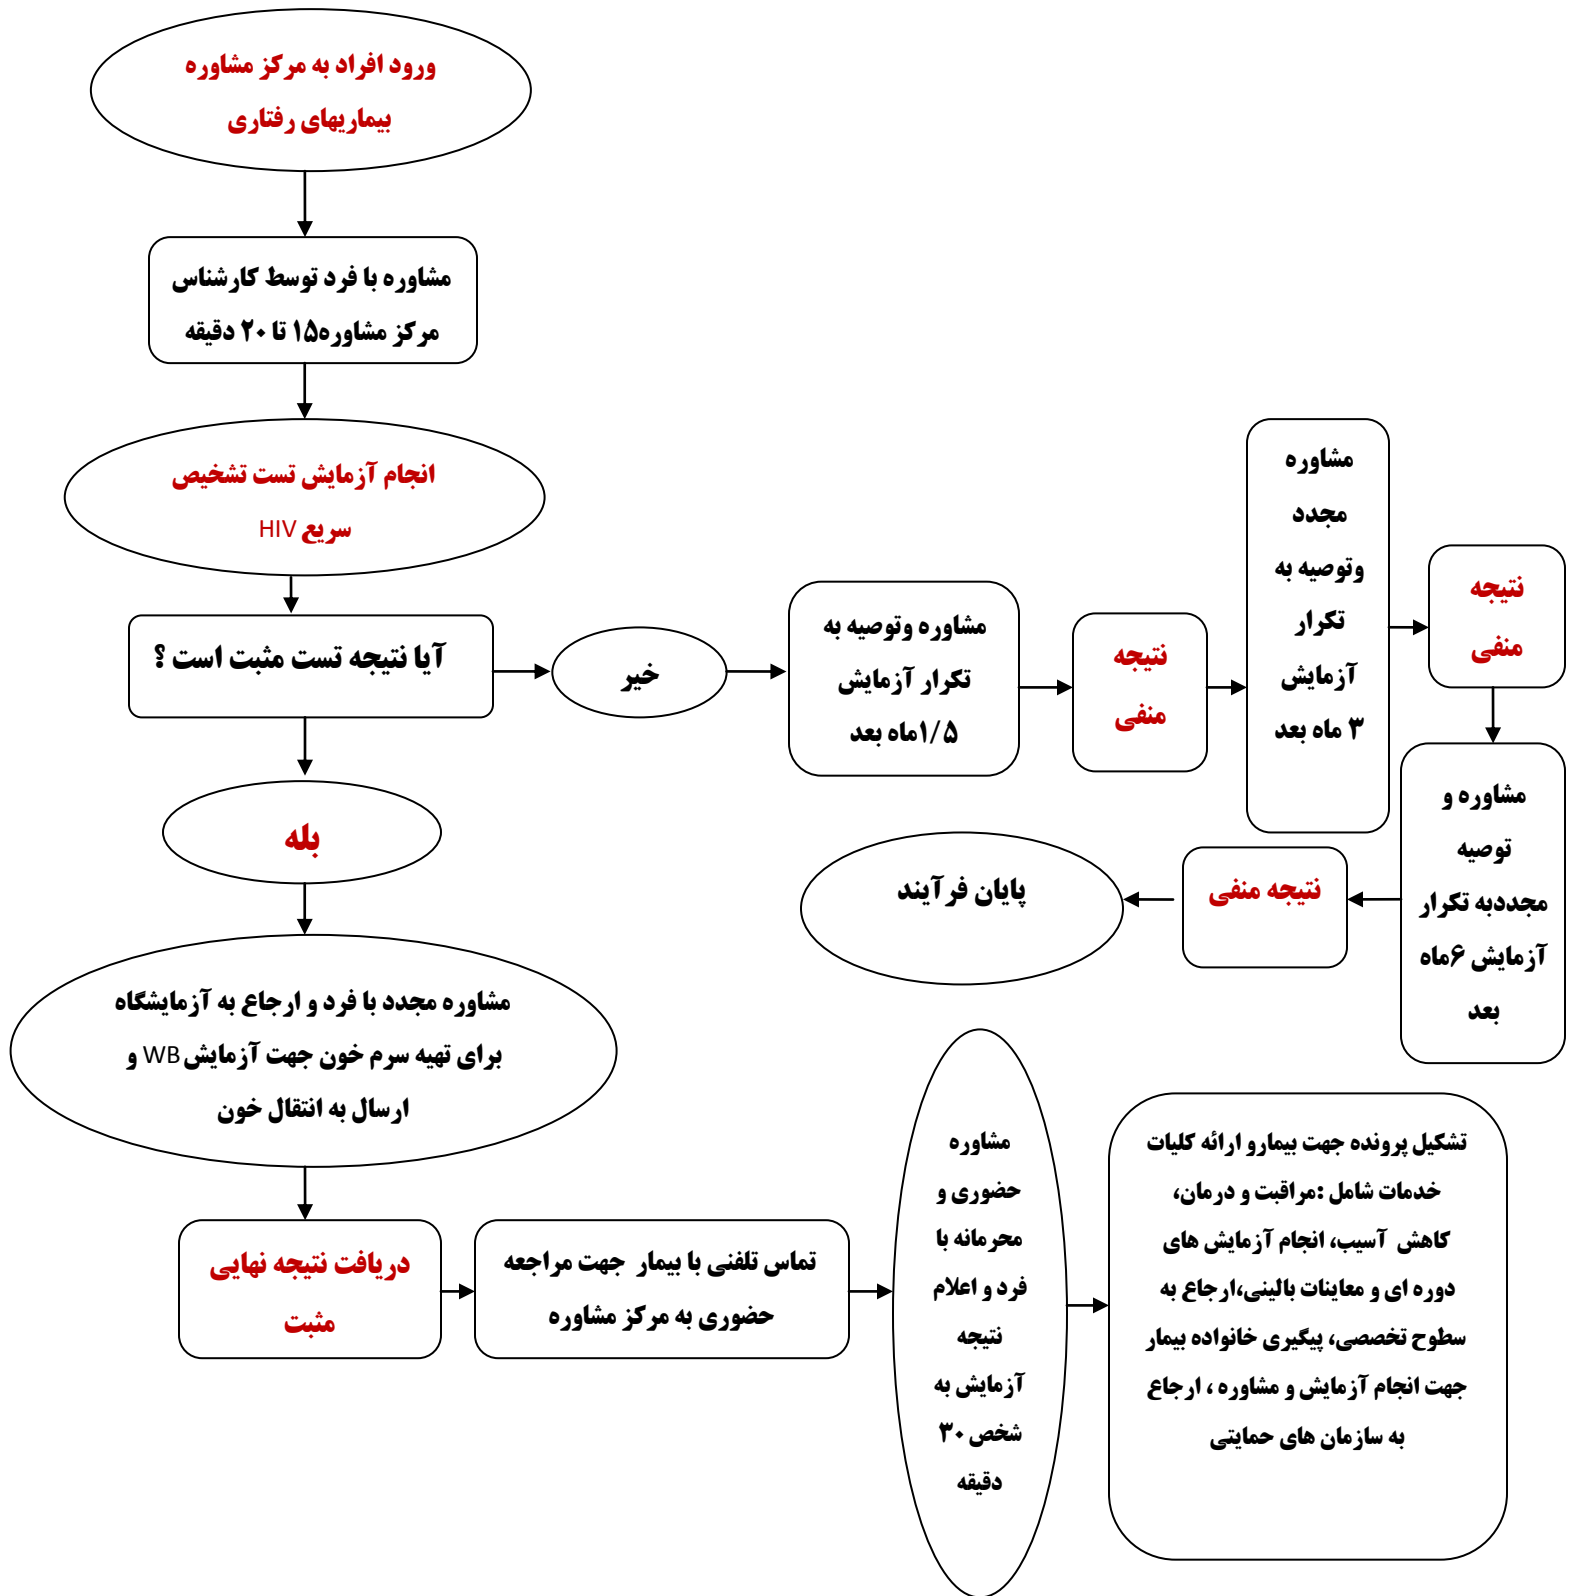 ورود افراد به مرکز مشاوره
بیماریهای رفتاری
مشاوره با فرد توسط کارشناس
مرکز مشاوره۱۵ تا ۲۰ دقیقه
انجام آزمایش تست تشخیص
سریع HIV
آیا نتیجه تست مثبت است ؟
خیر
مشاوره وتوصیه به
تکرار آزمایش
۱/۵ماه بعد
نتیجه
منفی
مشاوره
مجدد
وتوصیه به
تکرار
آزمایش
۳ ماه بعد
نتیجه
منفی
مشاوره و
توصیه
مجددبه تکرار
آزمایش ۶ماه
بعد
نتیجه منفی
پایان فرآیند
بله
مشاوره مجدد با فرد و ارجاع به آزمایشگاه
برای تهیه سرم خون جهت آزمایش WB و
ارسال به انتقال خون
دریافت نتیجه نهایی
مثبت
تماس تلفنی با بیمار جهت مراجعه
حضوری به مرکز مشاوره
مشاوره
حضوری و
محرمانه با
فرد و اعلام
نتیجه
آزمایش به
شخص ۳۰
دقیقه
تشکیل پرونده جهت بیمارو ارائه کلیات
خدمات شامل :مراقبت و درمان،
کاهش آسیب، انجام آزمایش های
دوره ای و معاینات بالینی،ارجاع به
سطوح تخصصی، پیگیری خانواده بیمار
جهت انجام آزمایش و مشاوره ، ارجاع
به سازمان های حمایتی